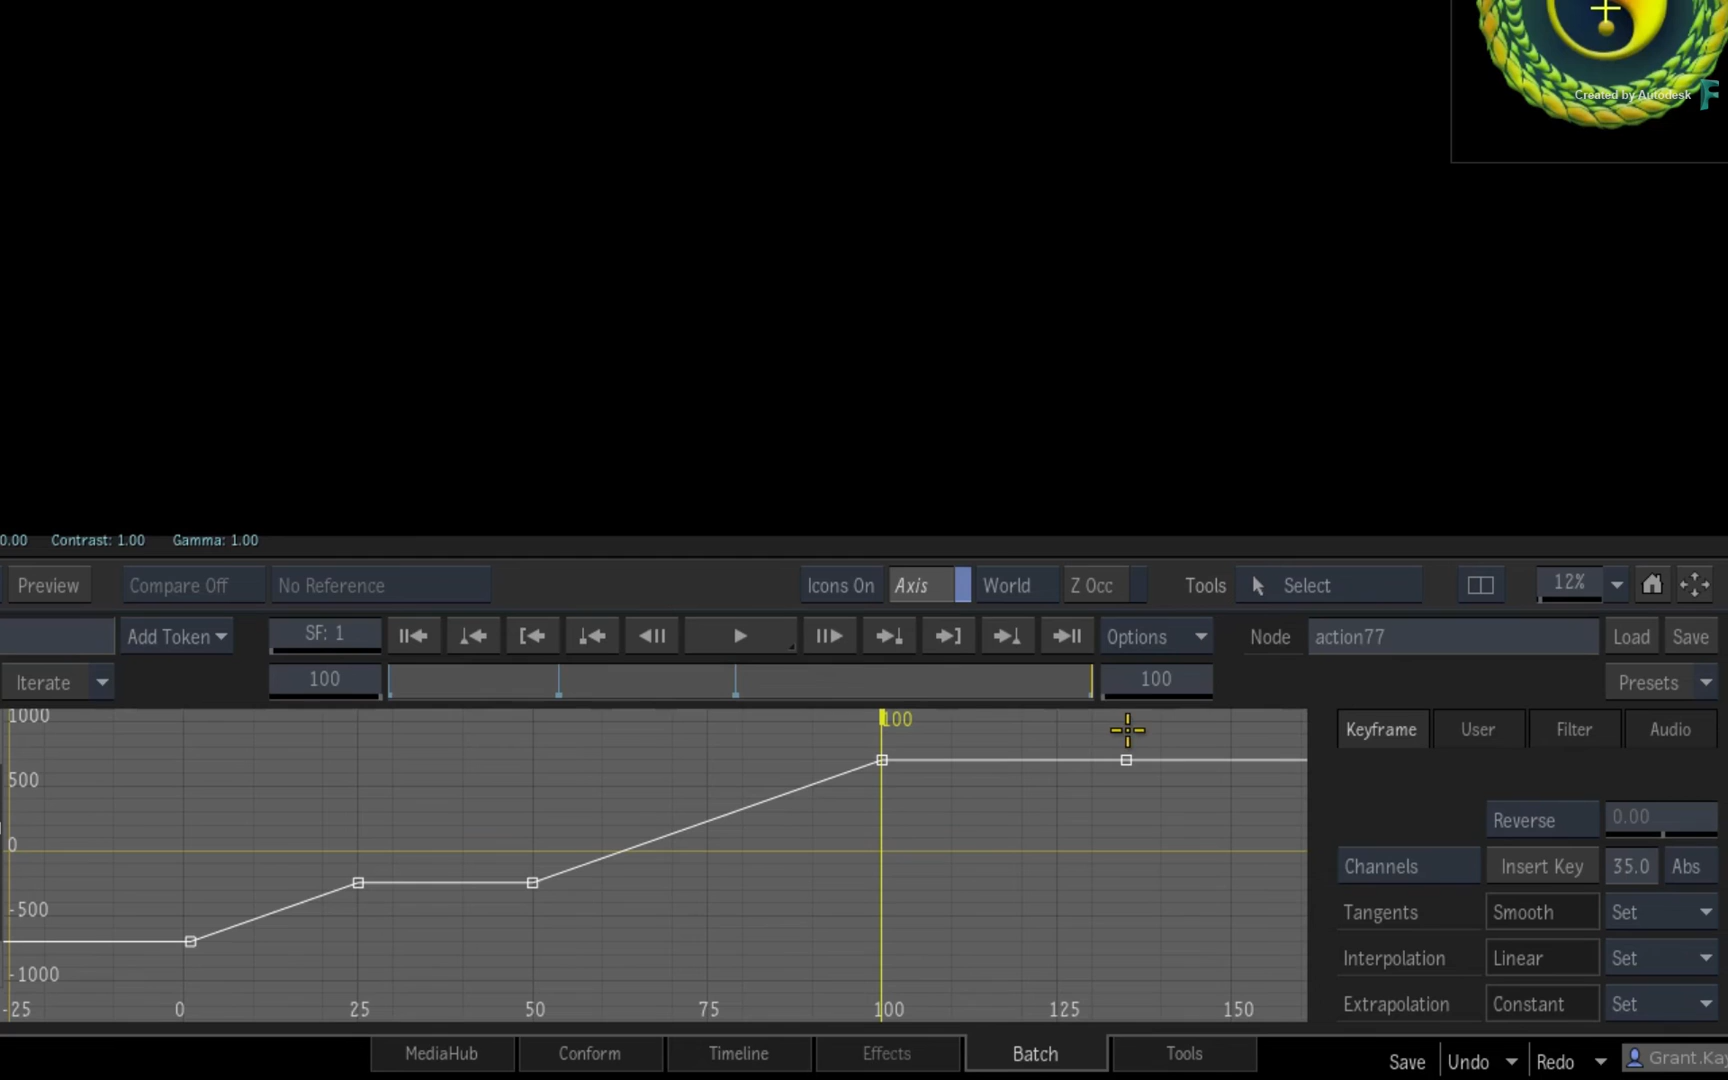 Created by Autodesk
0.00 Contrast: 1.00 Gamma: 1.00
Preview Compare Off No Reference Icons On Axis World Z Occ Tools Select 12%
Add Token SF: 1 Options Node action77 Load Save
Iterate 100 100 Presets
1000 100 Keyframe User Filter Audio
500
Reverse 0.00
0
Channels Insert Key 35.0 Abs
-500 Tangents Smooth Set
Interpolation Linear Set
-1000
-25 0 25 50 75 100 125 150 Extrapolation Constant Set
MediaHub Conform Timeline Effects Batch Tools Save Undo Redo Grant.Kay